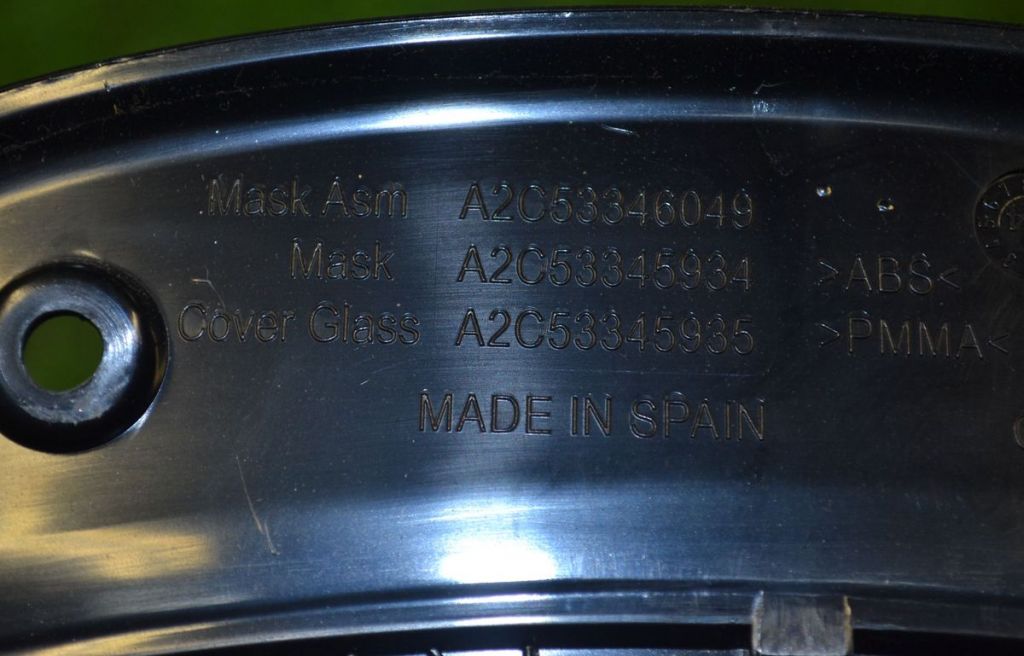 Mask Asm A2C53346049
Mask A2C53345934 >ABS<
Cover Glass A2C53345935 >PMMA<
MADE IN SPAIN